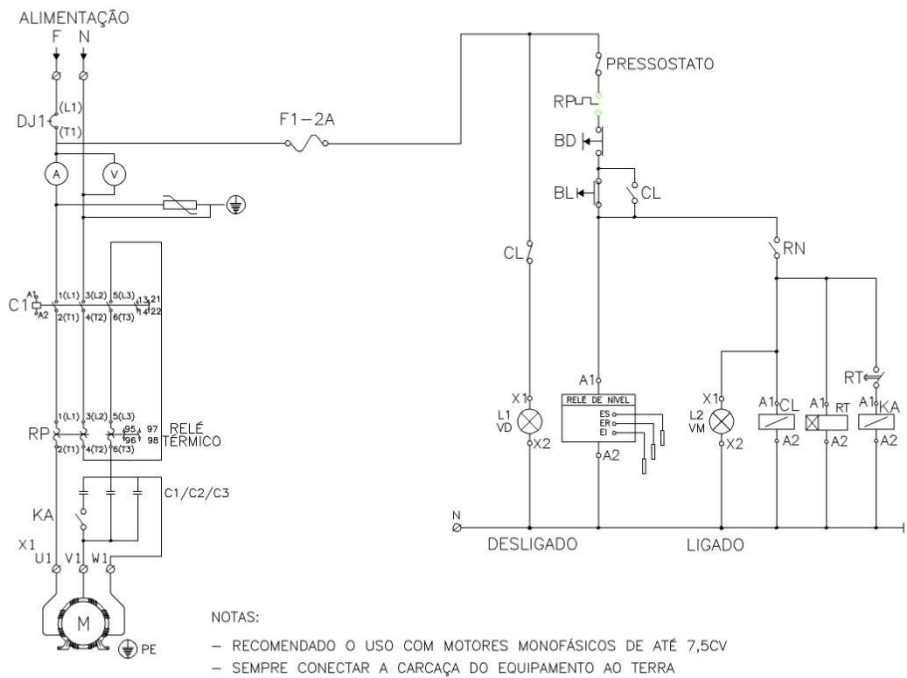 ALIMENTAÇÃO
F N
(L1)
DJ1
(T1)
F1-2A
A V
PRESSOSTATO
RP
BD
BL CL
CL
RN
A1 1(L1) 3(L2) 5(L3) 13 21
C1
A2 2(T1) 4(T2) 6(T3) 14 22
RT
1(L1) 3(L2) 5(L3)
RP 95 97 RELÉ
96 98 TÉRMICO
2(T1) 4(T2) 6(T3)
X1
L1
VD
X2
A1
RELÉ DE NÍVEL
ES
ER
EI
A2
X1
L2
VM
X2
A1 CL
A2
A1 RT
A2
A1 KA
A2
C1/C2/C3
KA
X1
U1 V1 W1
M
PE
N
DESLIGADO LIGADO
NOTAS:
– RECOMENDADO O USO COM MOTORES MONOFÁSICOS DE ATÉ 7,5CV
– SEMPRE CONECTAR A CARCAÇA DO EQUIPAMENTO AO TERRA